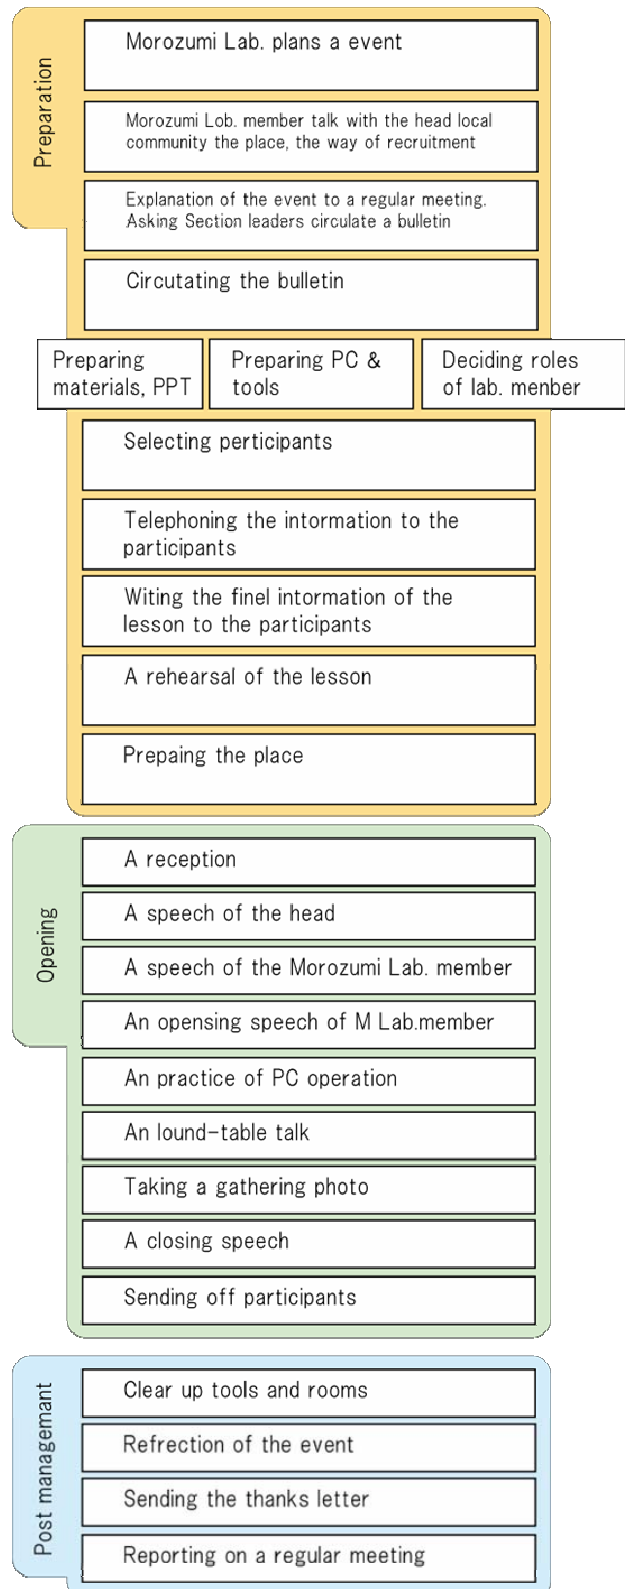 Preparation
Morozumi Lab. plans a event
Morozumi Lob. member talk with the head local
community the place, the way of recruitment
Explanation of the event to a regular meeting.
Asking Section leaders circulate a bulletin
Circutating the bulletin
Preparing
materials, PPT
Preparing PC &
tools
Deciding roles
of lab. menber
Selecting perticipants
Telephoning the intormation to the
participants
Witing the finel intormation of the
lesson to the participants
A rehearsal of the lesson
Prepaing the place
Opening
A reception
A speech of the head
A speech of the Morozumi Lab. member
An opensing speech of M Lab.member
An practice of PC operation
An lound-table talk
Taking a gathering photo
A closing speech
Sending off participants
Post managemant
Clear up tools and rooms
Refrection of the event
Sending the thanks letter
Reporting on a regular meeting